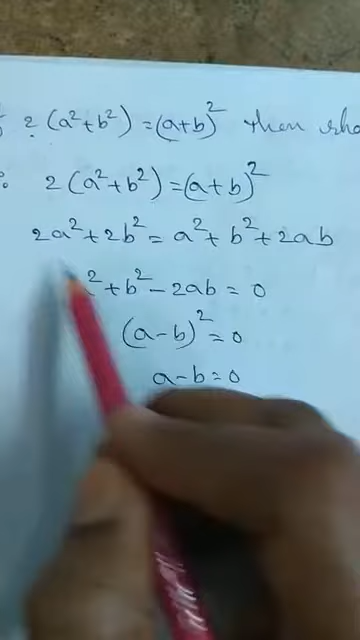 2(a²+b²)=(a+b)² then
2(a²+b²)=(a+b)²
2a²+2b²=a²+b²+2ab
²+b²-2ab=0
(a-b)²=0
a-b=0